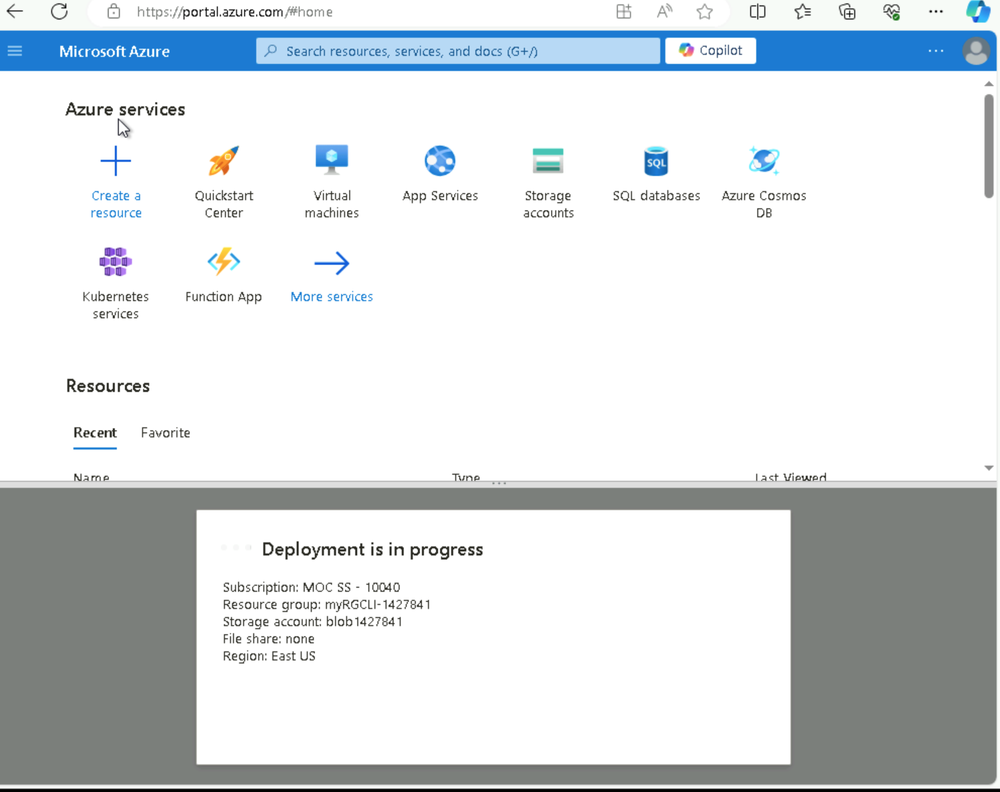 https://portal.azure.com/#home
Microsoft Azure
Search resources, services, and docs (G+/)
Copilot
Azure services
Create a
resource
Quickstart
Center
Virtual
machines
App Services
Storage
accounts
SQL
SQL databases
Azure Cosmos
DB
Kubernetes
services
Function App
More services
Resources
Recent
Favorite
Name
Type
Last Viewed
Deployment is in progress
Subscription: MOC SS - 10040
Resource group: myRGCLI-1427841
Storage account: blob1427841
File share: none
Region: East US